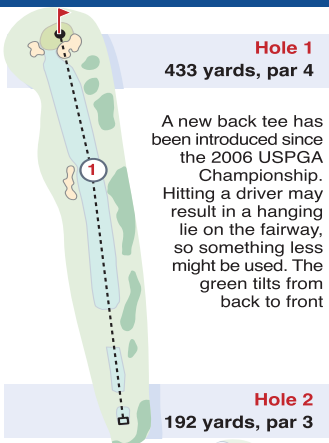 Hole 1
433 yards, par 4
A new back tee has
been introduced since
the 2006 USPGA
Championship.
Hitting a driver may
result in a hanging
lie on the fairway,
so something less
might be used. The
green tilts from
back to front
1
Hole 2
192 yards, par 3